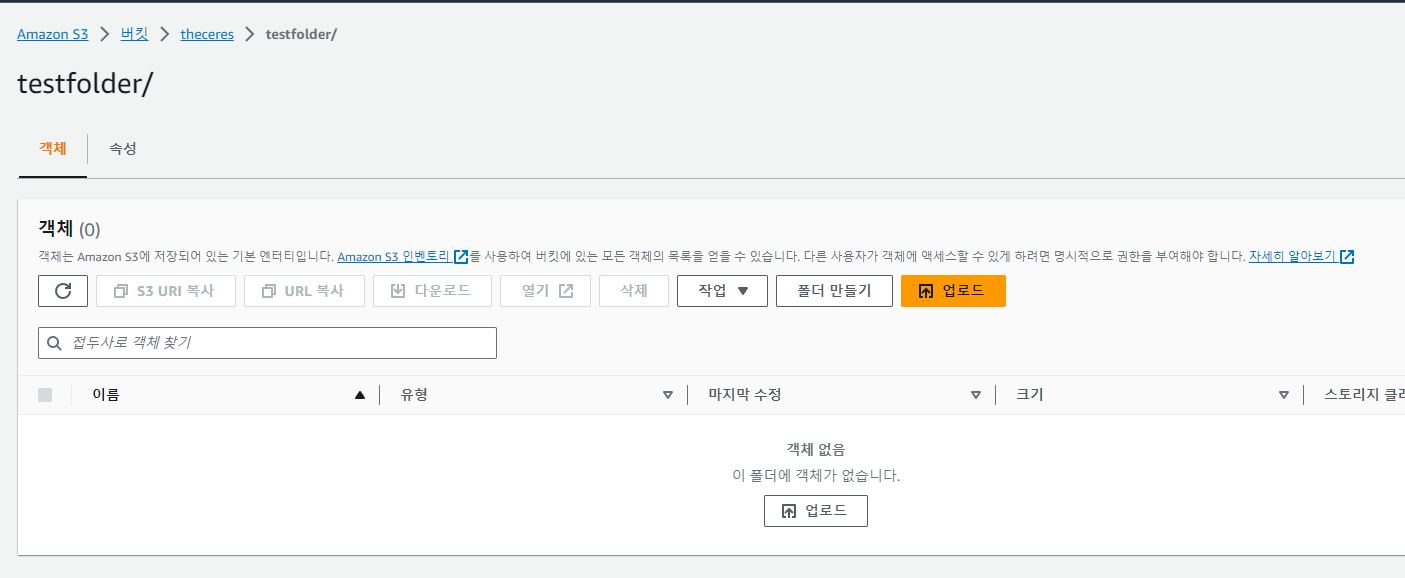 Amazon S3 > 버킷 > theceres > testfolder/
testfolder/
객체 속성
객체 (0)
객체는 Amazon S3에 저장되어 있는 기본 엔터티입니다. Amazon S3 인벤토리를 사용하여 버킷에 있는 모든 객체의 목록을 얻을 수 있습니다. 다른 사용자가 객체에 액세스할 수 있게 하려면 명시적으로 권한을 부여해야 합니다. 자세히 알아보기
S3 URI 복사 URL 복사 다운로드 열기 삭제 작업 폴더 만들기 업로드
접두사로 객체 찾기
이름 유형 마지막 수정 크기 스토리지
객체 없음
이 폴더에 객체가 없습니다.
업로드